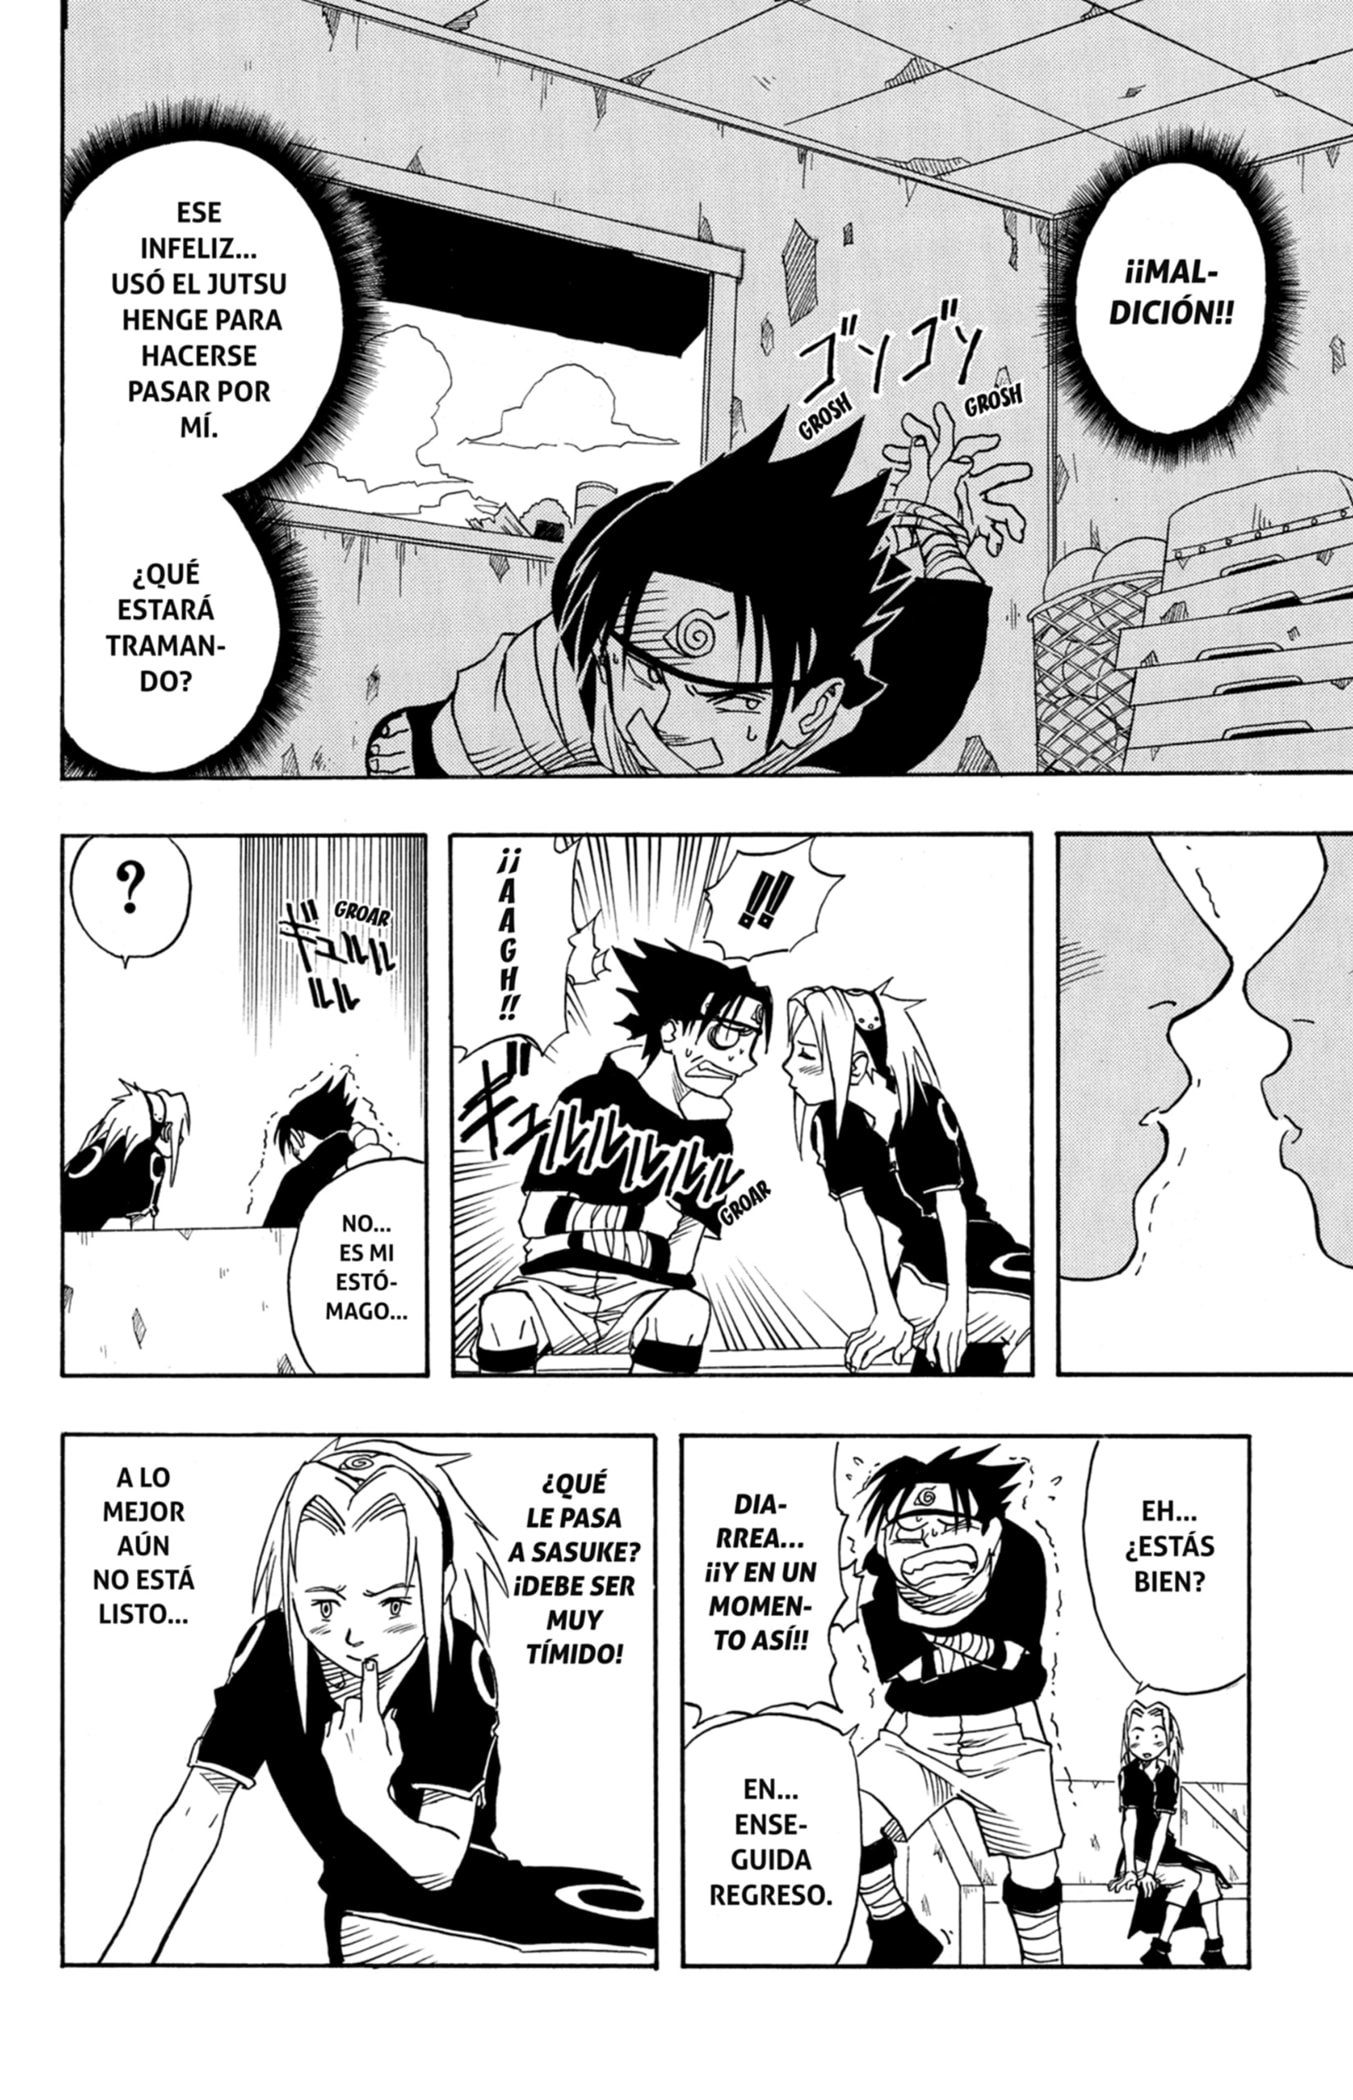 ¡¡MAL-
DICIÓN!!
ゴソゴソ
GROSH
GROSH
ESE
INFELIZ...
USÓ EL JUTSU
HENGE PARA
HACERSE
PASAR POR
MÍ.
¿QUÉ
ESTARÁ
TRAMAN-
DO?
!!
¡¡AAGH!!
ギュルルルルルル
GROAR
?
GROAR
ギュルルルル
NO...
ES MI
ESTÓ-
MAGO...
EH...
¿ESTÁS
BIEN?
DIA-
RREA...
¡¡Y EN UN
MOMEN-
TO ASÍ!!
EN...
ENSE-
GUIDA
REGRESO.
¿QUÉ
LE PASA
A SASUKE?
¡DEBE SER
MUY
TÍMIDO!
A LO
MEJOR
AÚN
NO ESTÁ
LISTO...